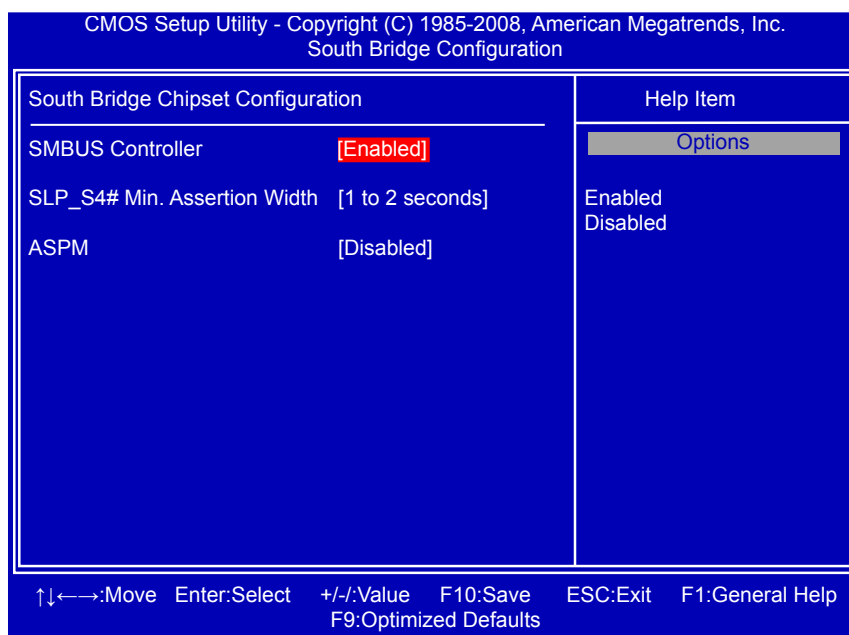 CMOS Setup Utility - Copyright (C) 1985-2008, American Megatrends, Inc.
South Bridge Configuration
South Bridge Chipset Configuration
Help Item
SMBUS Controller [Enabled]
Options
SLP_S4# Min. Assertion Width [1 to 2 seconds]
Enabled
Disabled
ASPM [Disabled]
↑↓←→:Move Enter:Select +/-/:Value F10:Save ESC:Exit F1:General Help
F9:Optimized Defaults